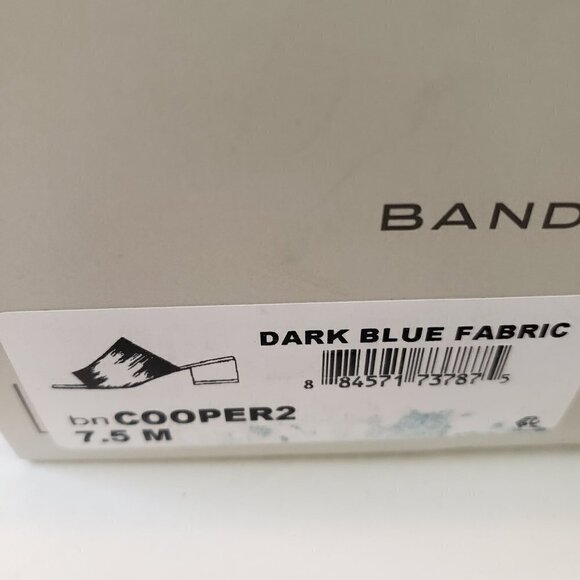 BAND
DARK BLUE FABRIC
8 84571 73787 5
bnCOOPER2
7.5 M